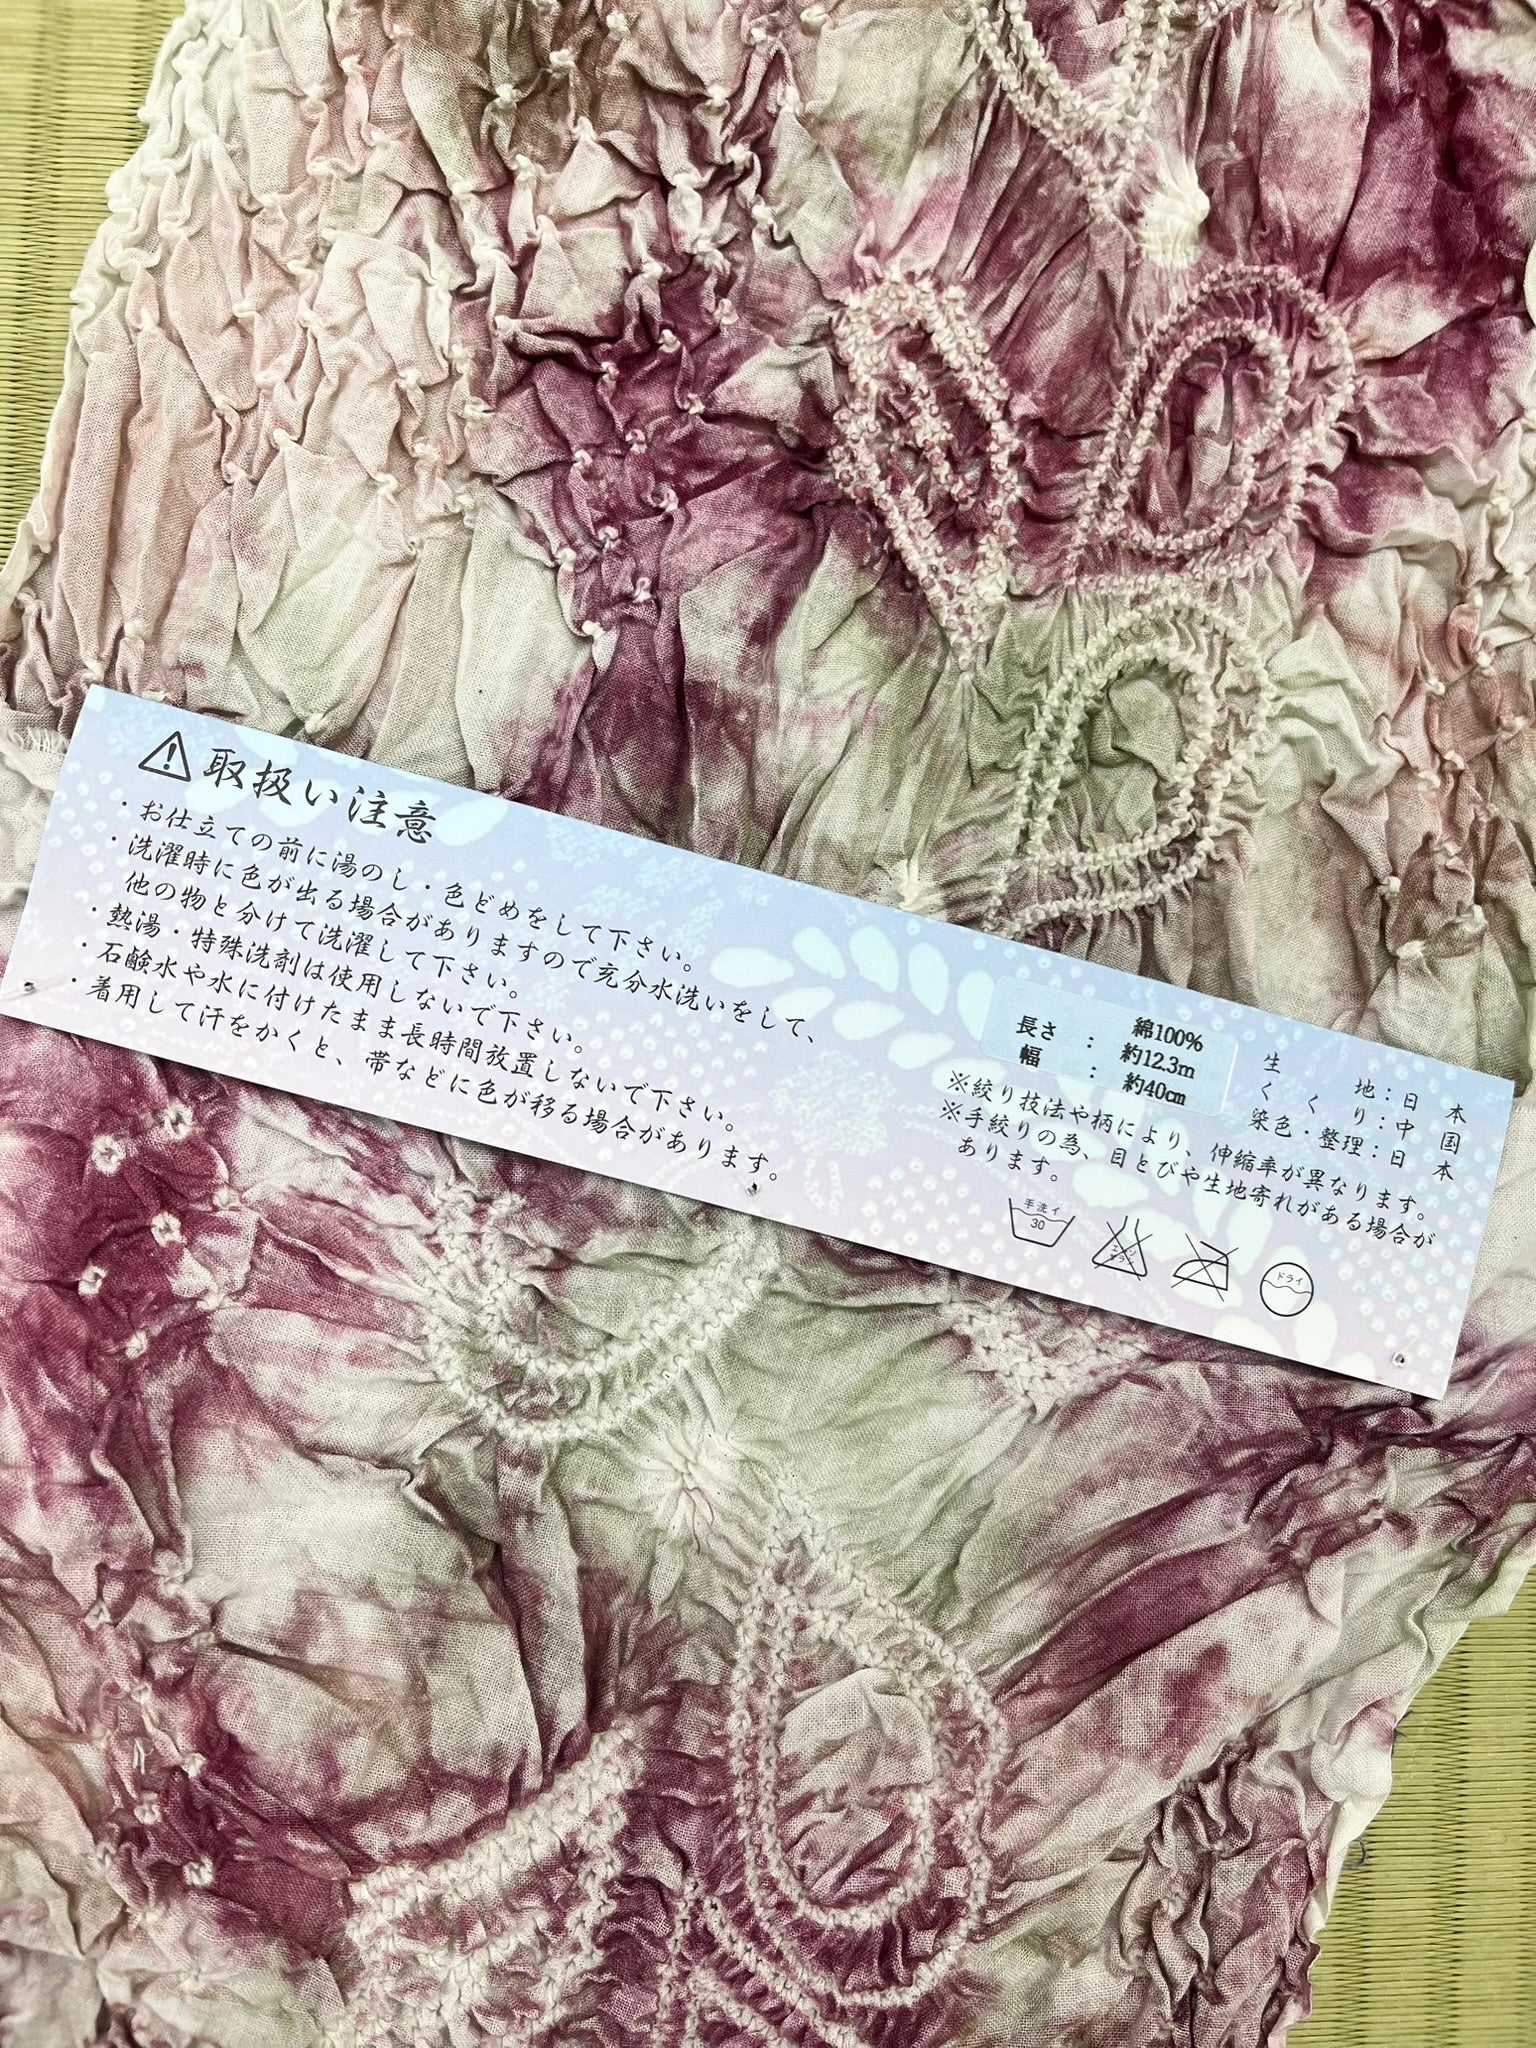 取扱い注意
・お仕立ての前に湯のし・色どめをして下さい。
・洗濯時に色が出る場合がありますので充分水洗いをして、
他の物と分けて洗濯して下さい。
・熱湯・特殊洗剤は使用しないで下さい。
・石鹸水や水に付けたまま長時間放置しないで下さい。
・着用して汗をかくと、帯などに色が移る場合があります。
綿100%
長さ : 約12.3m
幅 : 約40cm
生地:日本
くくり:中国
染色・整理:日本
※絞り技法や柄により、伸縮率が異なります。
※手絞りの為、目とびや生地寄れがある場合が
あります。
手洗イ
30
エンソ
サラシ
ドライ